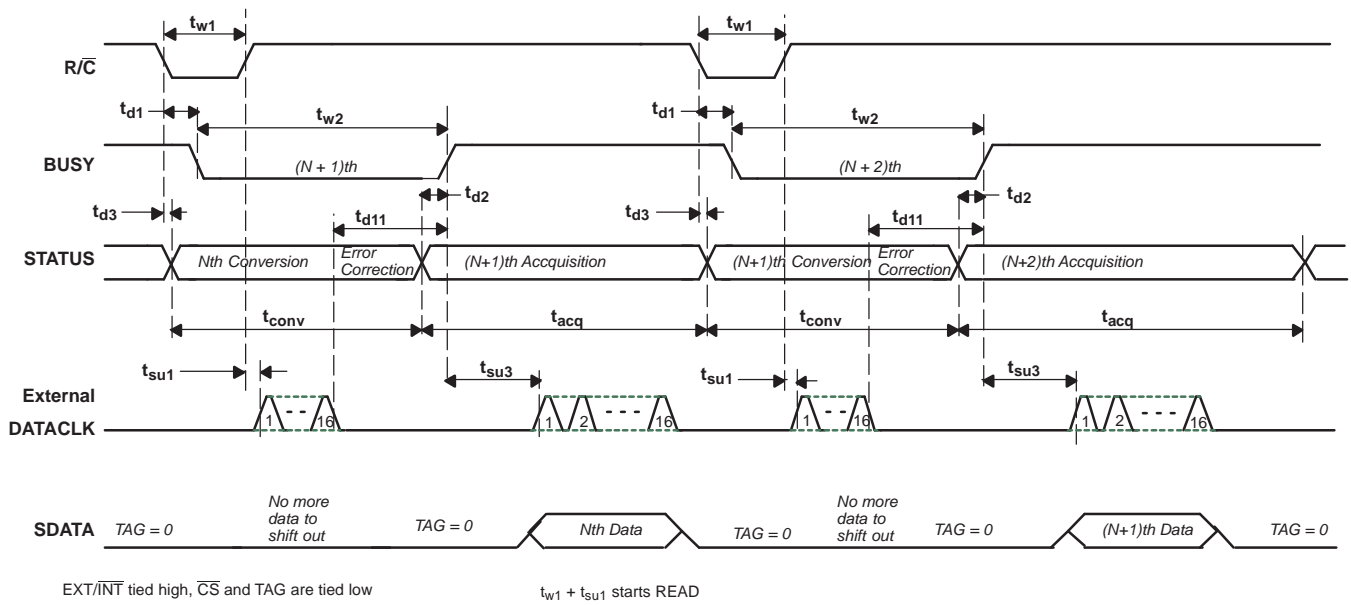 tw1 tw1
R/C̅
td1 tw2 td1 tw2
BUSY (N + 1)th (N + 2)th
td3 td2 td3 td2
td11 td11
STATUS Nth Conversion Error Correction (N+1)th Accquisition (N+1)th Conversion Error Correction (N+2)th Acquisition
tconv tacq tconv tacq
tsu1 tsu3 tsu1 tsu3
External
DATACLK 1 - - 16 1 2 - - - 16 1 - - 16 1 2 - - - 16
SDATA TAG = 0 No more data to shift out TAG = 0 Nth Data TAG = 0 No more data to shift out TAG = 0 (N+1)th Data TAG = 0
EXT/I̅N̅T̅ tied high, C̅S̅ and TAG are tied low tw1 + tsu1 starts READ